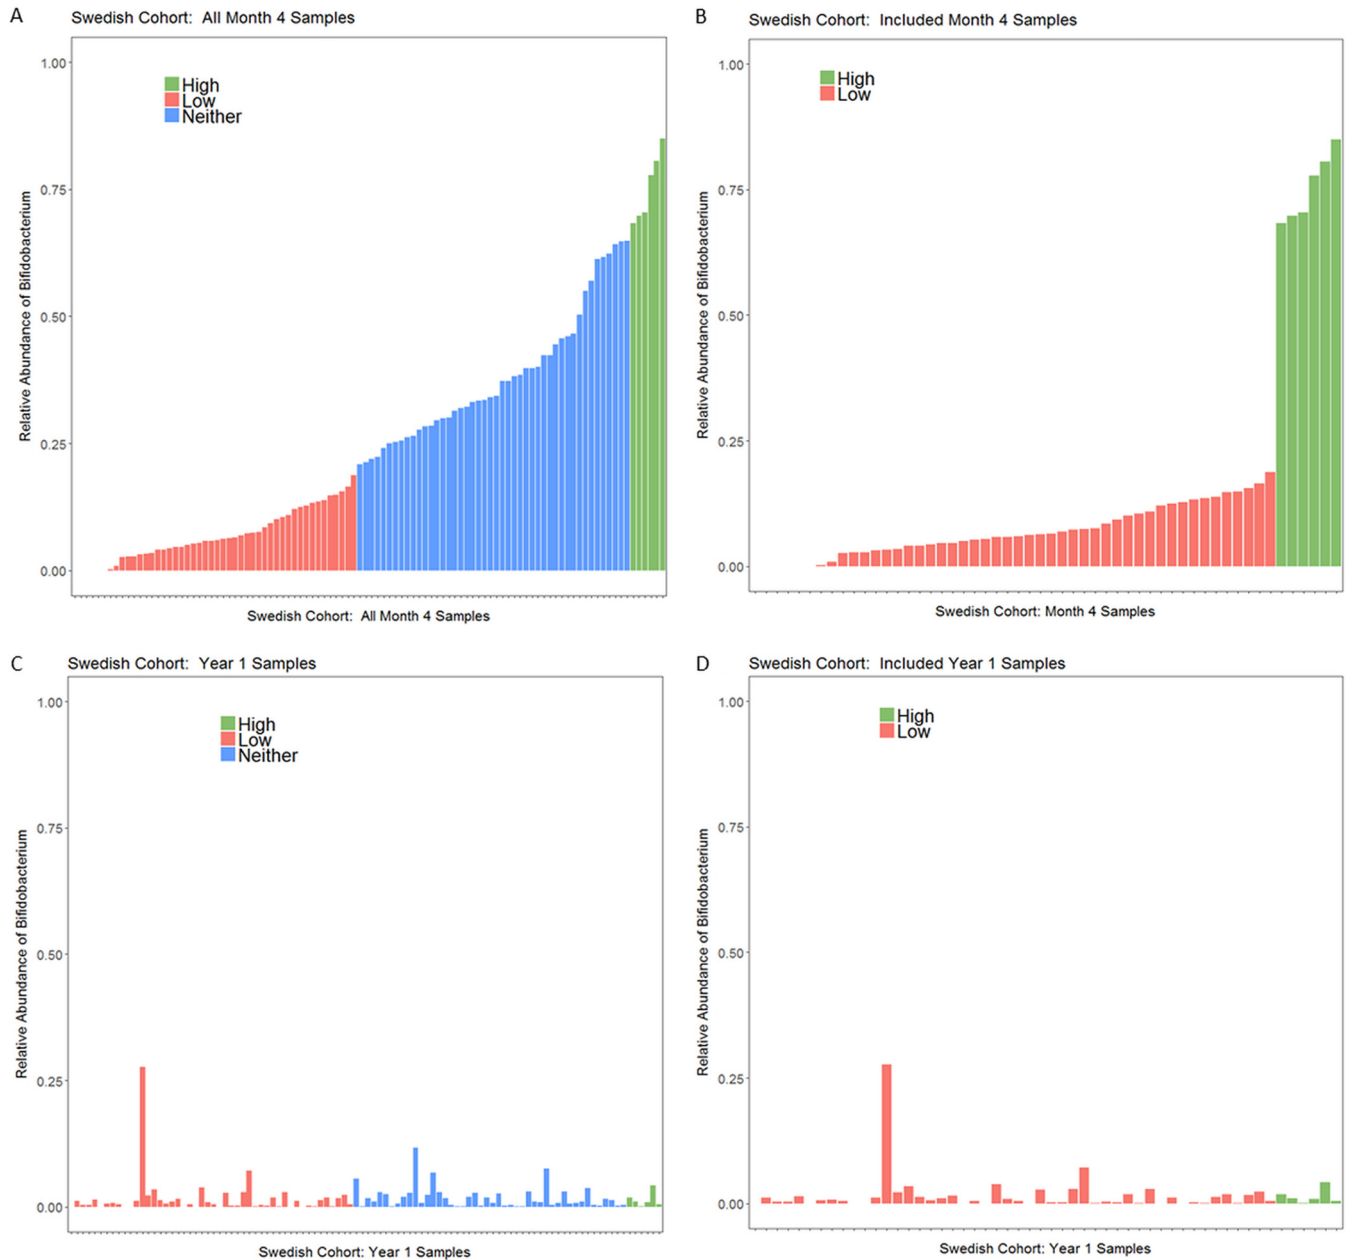 A
Swedish Cohort:  All Month 4 Samples
High
Low
Neither
1.00
0.75
0.50
0.25
0.00
Relative Abundance of Bifidobacterium
Swedish Cohort:  All Month 4 Samples
B
Swedish Cohort:  Included Month 4 Samples
High
Low
1.00
0.75
0.50
0.25
0.00
Relative Abundance of Bifidobacterium
Swedish Cohort: Month 4 Samples
C
Swedish Cohort:  Year 1 Samples
High
Low
Neither
1.00
0.75
0.50
0.25
0.00
Relative Abundance of Bifidobacterium
Swedish Cohort: Year 1 Samples
D
Swedish Cohort:  Included Year 1 Samples
High
Low
1.00
0.75
0.50
0.25
0.00
Relative Abundance of Bifidobacterium
Swedish Cohort: Year 1 Samples